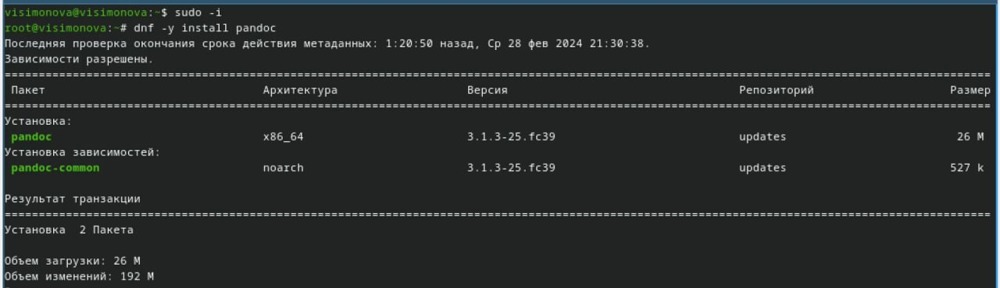 visimonova@visimonova:~$ sudo -i
root@visimonova:~# dnf -y install pandoc
Последняя проверка окончания срока действия метаданных: 1:20:50 назад, Ср 28 фев 2024 21:30:38.
Зависимости разрешены.
================================================================================
Пакет Архитектура Версия Репозиторий Размер
================================================================================
Установка:
pandoc x86_64 3.1.3-25.fc39 updates 26 M
Установка зависимостей:
pandoc-common noarch 3.1.3-25.fc39 updates 527 k
Результат транзакции
================================================================================
Установка 2 Пакета
Объем загрузки: 26 M
Объем изменений: 192 M